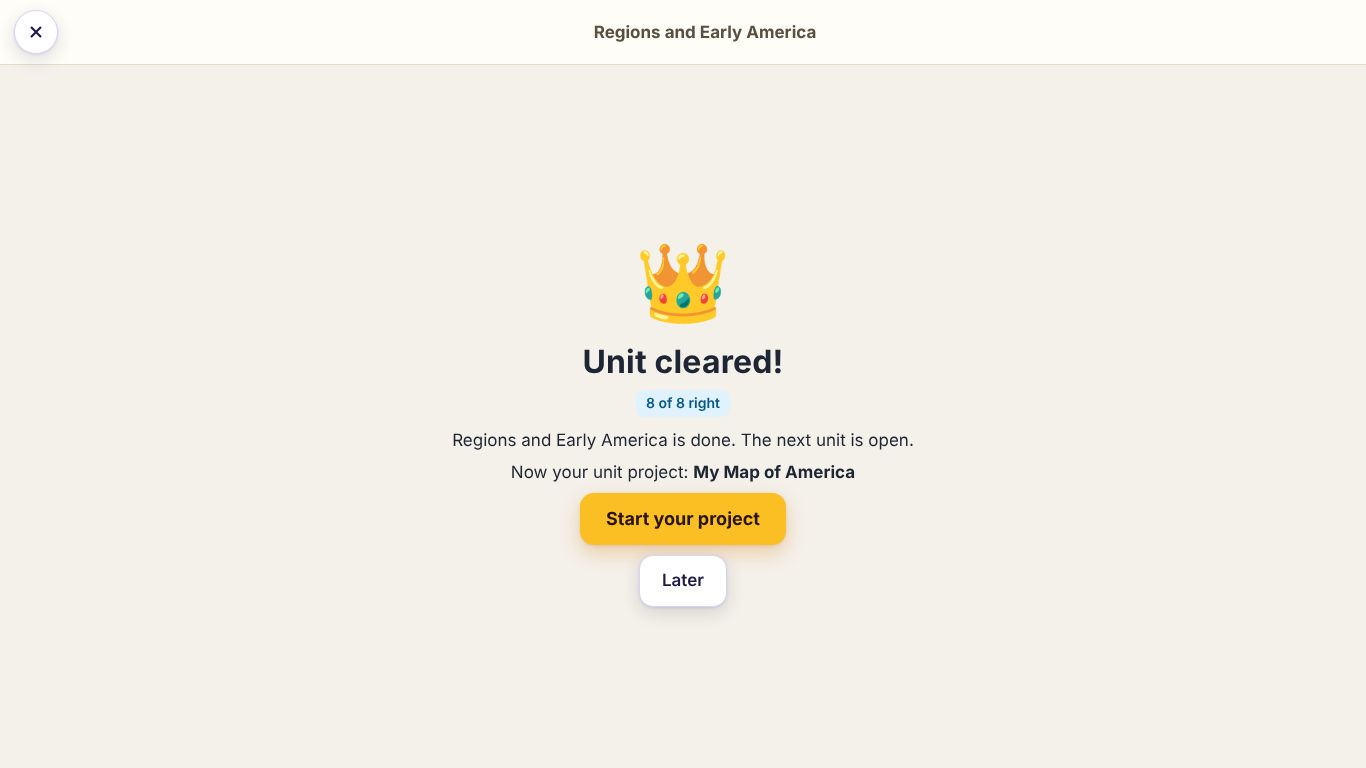 Regions and Early America
Unit cleared!
8 of 8 right
Regions and Early America is done. The next unit is open.
Now your unit project: My Map of America
Start your project
Later